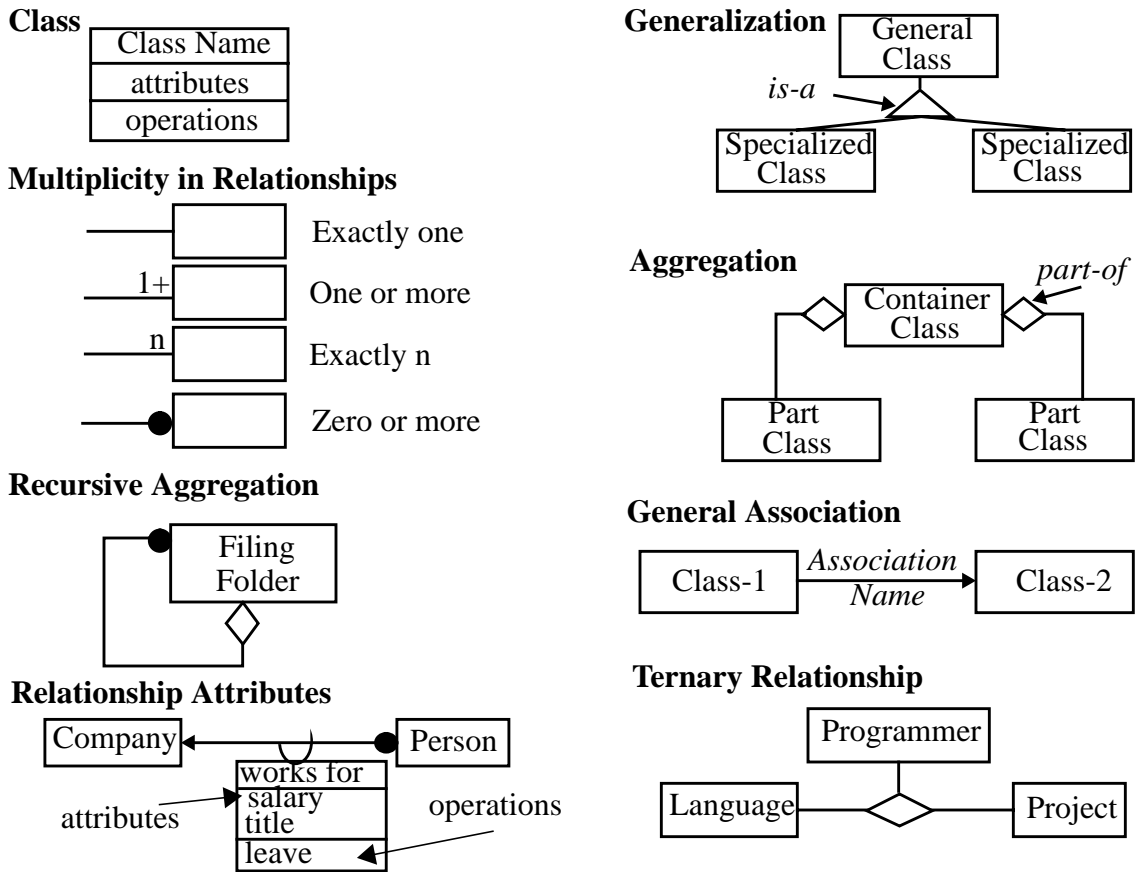 Class
Class Name
attributes
operations
Multiplicity in Relationships
Exactly one
1+
One or more
n
Exactly n
Zero or more
Recursive Aggregation
Filing
Folder
Relationship Attributes
Company
Person
works for
salary
title
leave
attributes
operations
Generalization
General
Class
is-a
Specialized
Class
Specialized
Class
Aggregation
part-of
Container
Class
Part
Class
Part
Class
General Association
Class-1
Association
Name
Class-2
Ternary Relationship
Programmer
Language
Project